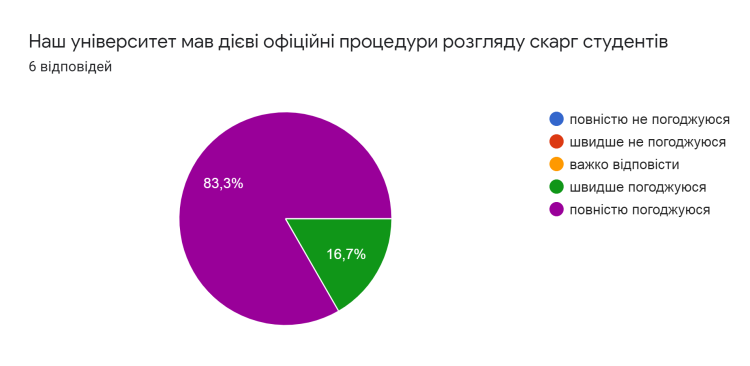 Наш університет мав дієві офіційні процедури розгляду скарг студентів
6 відповідей
повністю не погоджуюся
швидше не погоджуюся
важко відповісти
швидше погоджуюся
повністю погоджуюся
83,3%
16,7%